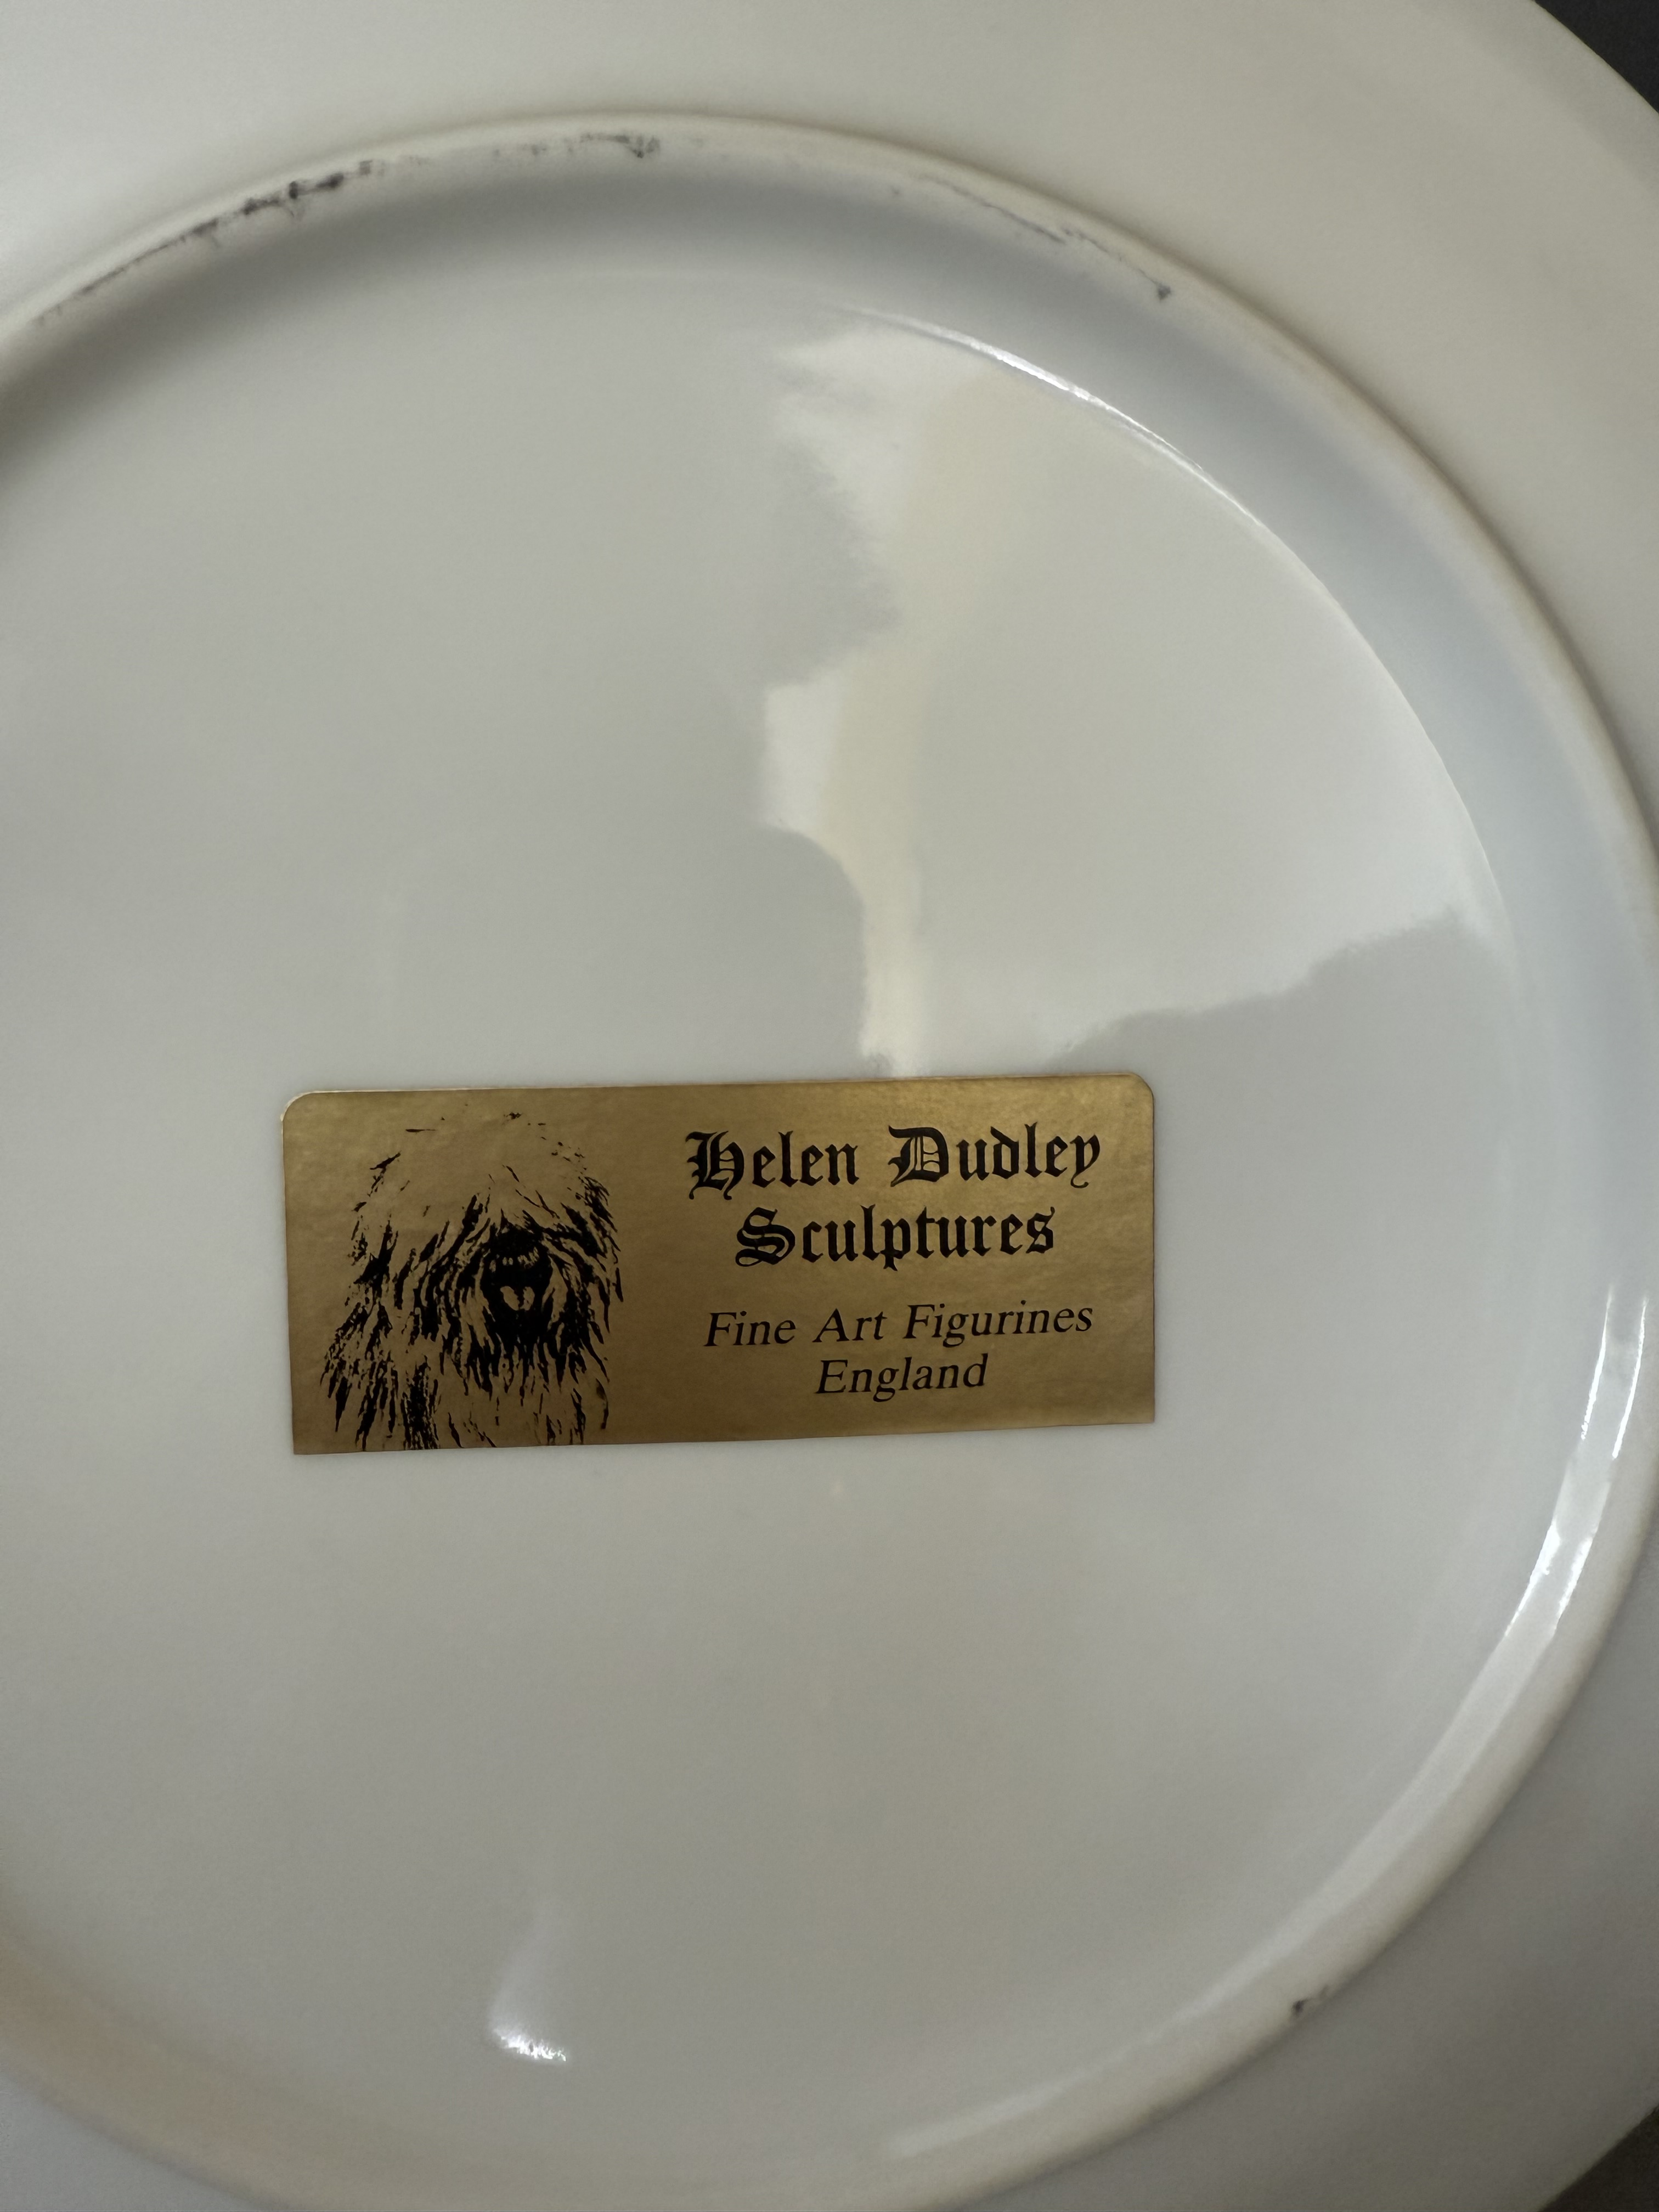 Helen Dudley
Sculptures
Fine Art Figurines
England